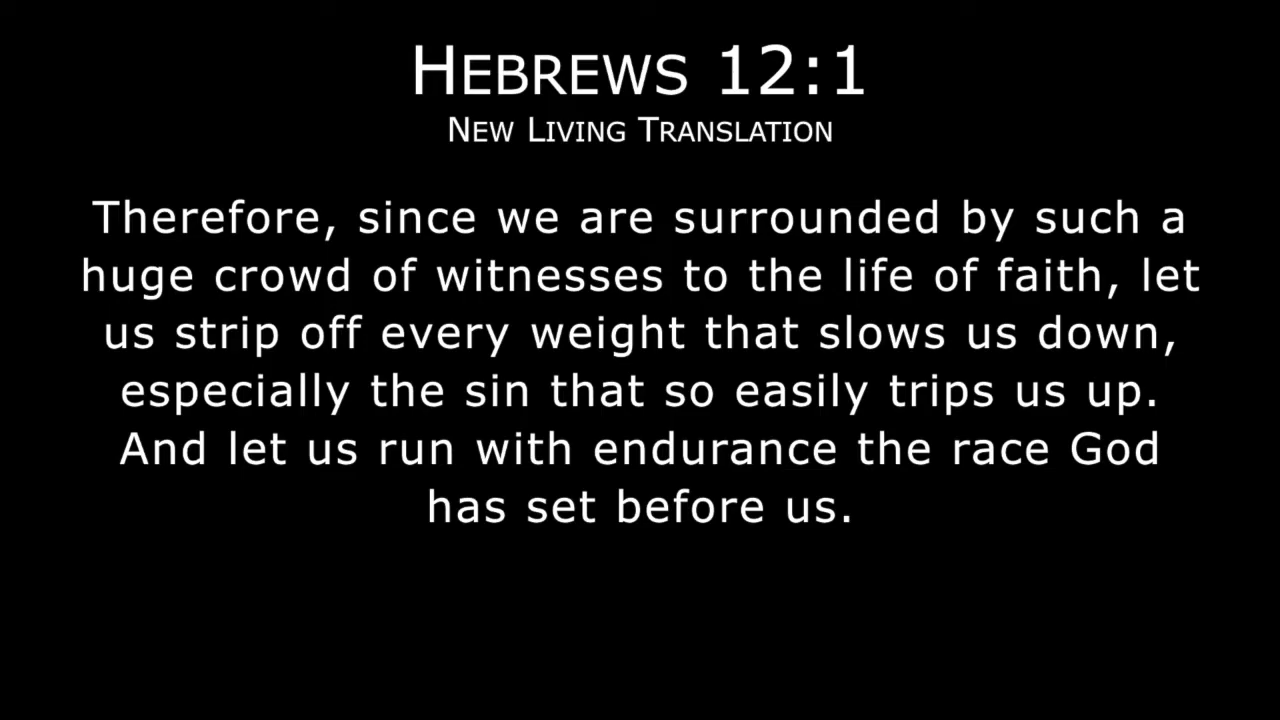 HEBREWS 12:1
NEW LIVING TRANSLATION
Therefore, since we are surrounded by such a
huge crowd of witnesses to the life of faith, let
us strip off every weight that slows us down,
especially the sin that so easily trips us up.
And let us run with endurance the race God
has set before us.